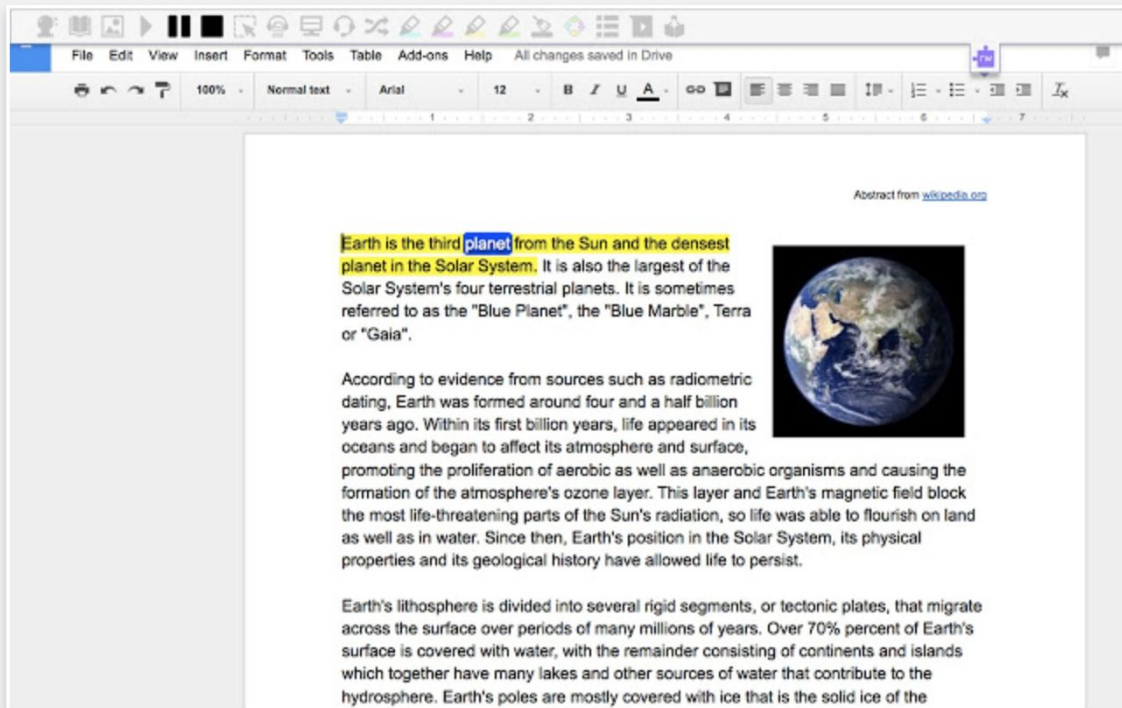 File Edit View Insert Format Tools Table Add-ons Help All changes saved in Drive
rw
100% Normal text Arial 12 B I U A
1 2 3 4 5 6 7
Abstract from wikipedia.org
Earth is the third planet from the Sun and the densest
planet in the Solar System. It is also the largest of the
Solar System's four terrestrial planets. It is sometimes
referred to as the "Blue Planet", the "Blue Marble", Terra
or "Gaia".
According to evidence from sources such as radiometric
dating, Earth was formed around four and a half billion
years ago. Within its first billion years, life appeared in its
oceans and began to affect its atmosphere and surface,
promoting the proliferation of aerobic as well as anaerobic organisms and causing the
formation of the atmosphere's ozone layer. This layer and Earth's magnetic field block
the most life-threatening parts of the Sun's radiation, so life was able to flourish on land
as well as in water. Since then, Earth's position in the Solar System, its physical
properties and its geological history have allowed life to persist.
Earth's lithosphere is divided into several rigid segments, or tectonic plates, that migrate
across the surface over periods of many millions of years. Over 70% percent of Earth's
surface is covered with water, with the remainder consisting of continents and islands
which together have many lakes and other sources of water that contribute to the
hydrosphere. Earth's poles are mostly covered with ice that is the solid ice of the